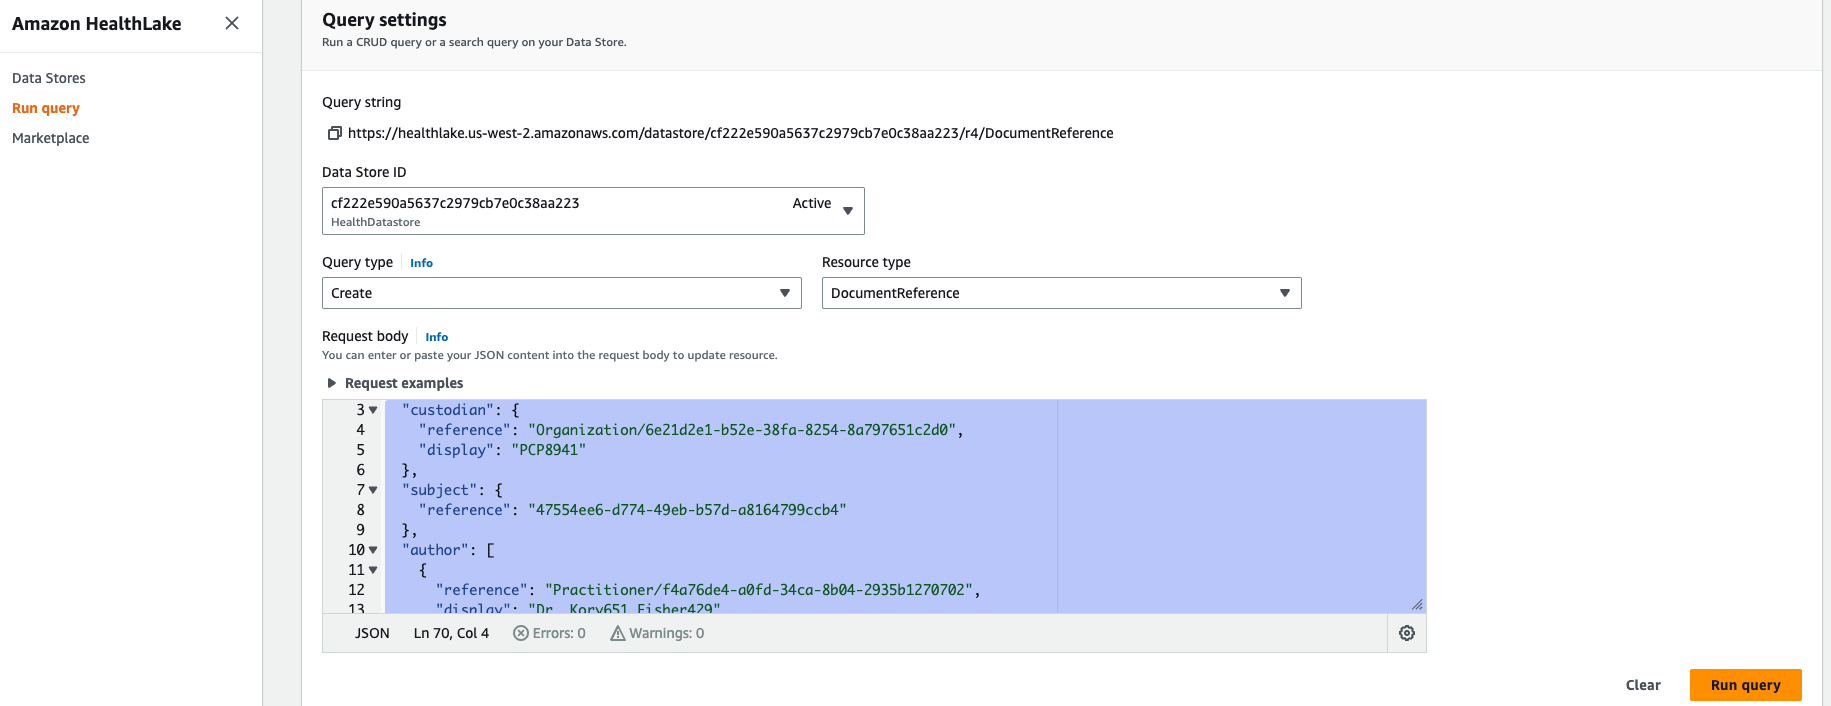 Amazon HealthLake
Data Stores
Run query
Marketplace
Query settings
Run a CRUD query or a search query on your Data Store.
Query string
https://healthlake.us-west-2.amazonaws.com/datastore/cf222e590a5637c2979cb7e0c38aa223/r4/DocumentReference
Data Store ID
cf222e590a5637c2979cb7e0c38aa223 Active
HealthDatastore
Query type Info
Create
Resource type
DocumentReference
Request body Info
You can enter or paste your JSON content into the request body to update resource.
Request examples
3 "custodian": {
4 "reference": "Organization/6e21d2e1-b52e-38fa-8254-8a797651c2d0",
5 "display": "PCP8941"
6 },
7 "subject": {
8 "reference": "47554ee6-d774-49eb-b57d-a8164799ccb4"
9 },
10 "author": [
11 {
12 "reference": "Practitioner/f4a76de4-a0fd-34ca-8b04-2935b1270702",
13 "display": "Dr. Kory651 Fisher429"
JSON Ln 70, Col 4 Errors: 0 Warnings: 0
Clear Run query